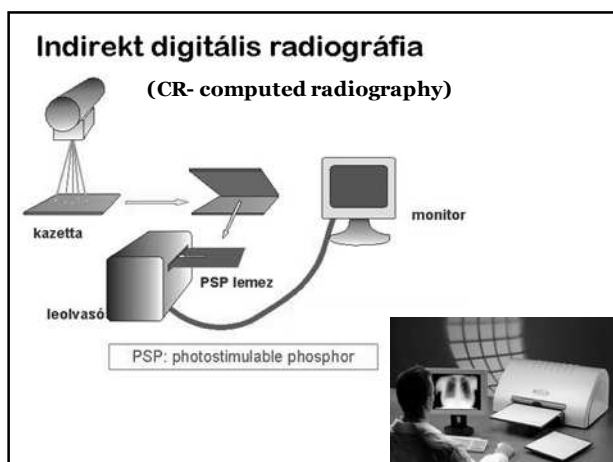 Indirekt digitális radiográfia
(CR- computed radiography)
kazetta
monitor
PSP lemez
leolvasó
PSP: photostimulable phosphor